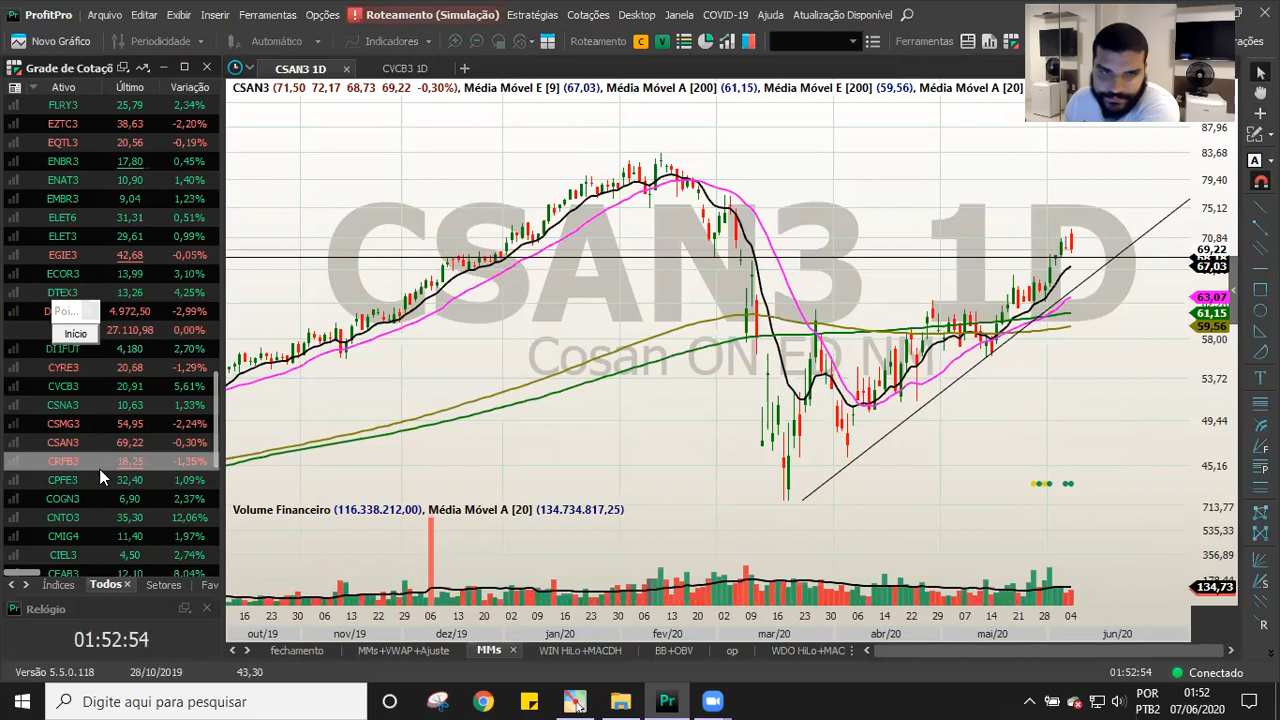 ProfitPro Arquivo Editar Exibir Inserir Ferramentas Opções Roteamento (Simulação) Estratégias Cotações Desktop Janela COVID-19 Ajuda Atualização Disponível
Novo Gráfico Periodicidade Automático Indicadores Roteamento C V Ferramentas
Grade de Cotaçõ CSAN3 1D CVCB3 1D
Ativo Último Variação
CSAN3 (71,50 72,17 68,73 69,22 -0,30%), Média Móvel E [9] (67,03), Média Móvel A [200] (61,15), Média Móvel E [200] (59,56), Média Móvel A [20]
FLRY3 25,79 2,34%
EZTC3 38,63 -2,20%
EQTL3 20,56 -0,19%
ENBR3 17,80 0,45%
ENAT3 10,90 1,40%
EMBR3 9,04 1,23%
ELET6 31,31 0,51%
ELET3 29,61 0,99%
EGIE3 42,68 -0,05%
ECOR3 13,99 3,10%
DTEX3 13,26 4,25%
D Poi... 4.972,50 -2,99%
Início 27.110,98 0,00%
DI1FUT 4,180 2,70%
CYRE3 20,68 -1,29%
CVCB3 20,91 5,61%
CSNA3 10,63 1,33%
CSMG3 54,95 -2,24%
CSAN3 69,22 -0,30%
CRFB3 18,25 -1,35%
CPFE3 32,40 1,09%
COGN3 6,90 2,37%
CNTO3 35,30 12,06%
CMIG4 11,40 1,97%
CIEL3 4,50 2,74%
CEAB3 12,10 8,04%
Índices Todos Setores Fav
Relógio
01:52:54
CSAN3 1D
Cosan ON ED NM
87,96
83,68
79,40
75,12
70,84
69,22
67,03
63,07
61,15
59,56
58,00
53,72
49,44
45,16
Volume Financeiro (116.338.212,00), Média Móvel A [20] (134.734.817,25)
713,77
535,33
356,89
134,73
16 23 30 06 13 20 30 06 13 20 30 02 09 13 20 27 02 09 13 20 30 06 13 20 27 02 09 16 23 30 06 14 22 29 07 14 21 28 04
out/19 nov/19 dez/19 jan/20 fev/20 mar/20 abr/20 mai/20 jun/20
fechamento MMs+VWAP+Ajuste MMs WIN HiLo+MACDH BB+OBV op WDO HiLo+MAC
Versão 5.5.0.118 28/10/2019 43,30 01:52:54 Conectado
Digite aqui para pesquisar Pr POR PTB2 01:52 07/06/2020